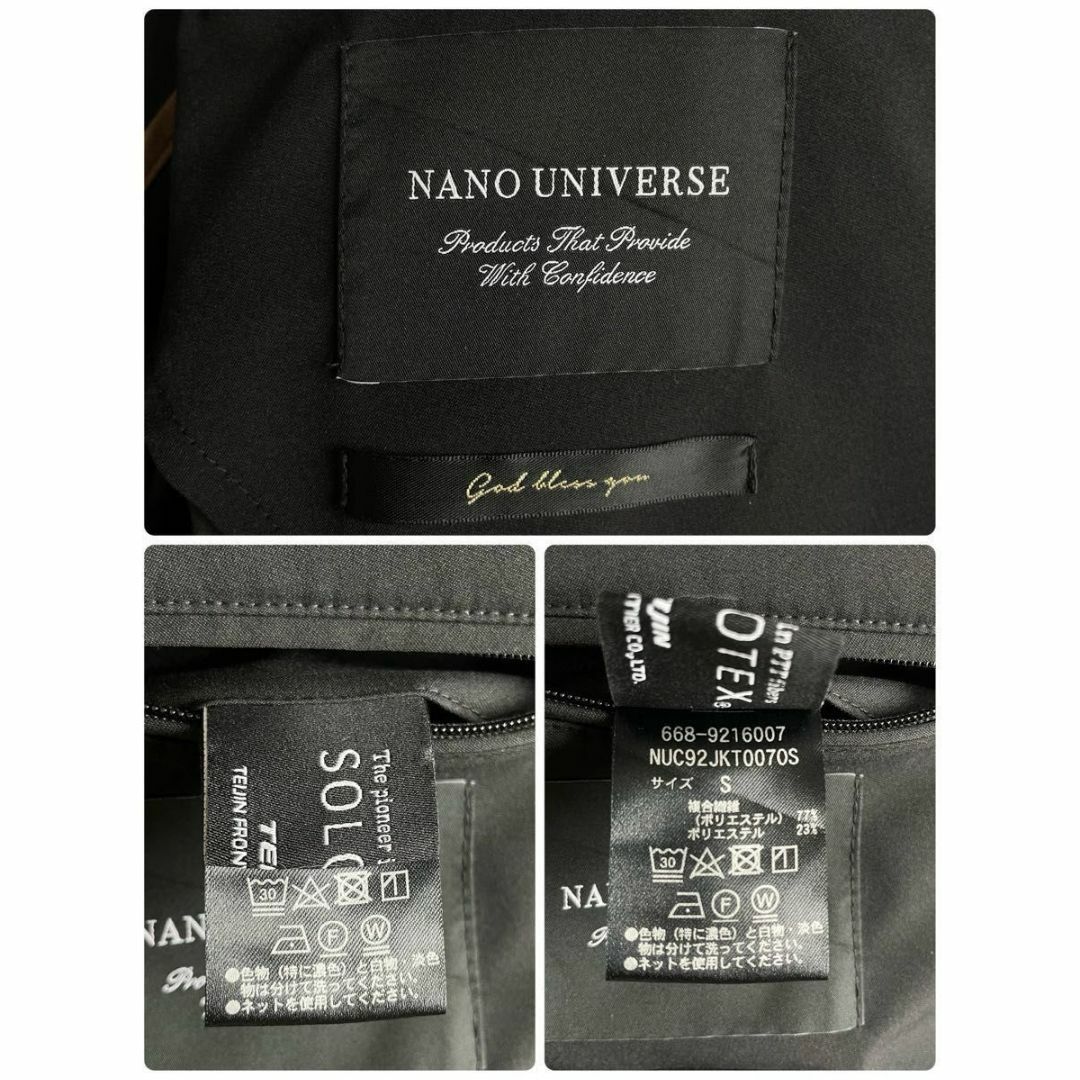 NANO UNIVERSE
Products That Provide
With Confidence
God bless you
The pioneer i
SOLO
TEI
TEIJIN FRON
30
●色物（特に濃色）と白物・淡色
物は分けて洗ってください。
●ネットを使用してください。
NAN
Pro
In PTT fibers
OTEX®
IJIN
TIER CO.,LTD.
668-9216007
NUC92JKT0070S
サイズ S
複合繊維
（ポリエステル） 77%
ポリエステル 23%
30
F W
●色物（特に濃色）と白物・淡色
物は分けて洗ってください。
●ネットを使用してください。
NA